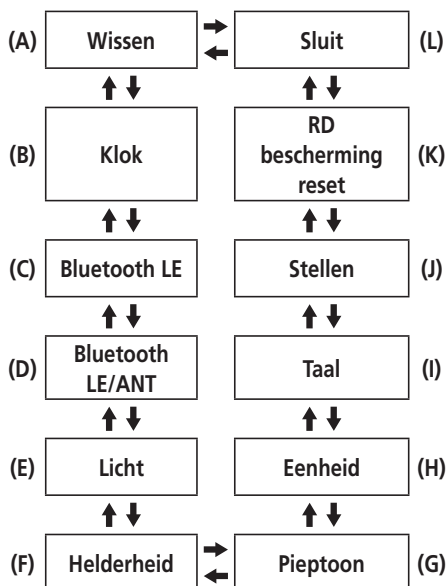 (A) Wissen Sluit (L)
(B) Klok RD
bescherming
reset (K)
(C) Bluetooth LE Stellen (J)
(D) Bluetooth
LE/ANT Taal (I)
(E) Licht Eenheid (H)
(F) Helderheid Pieptoon (G)